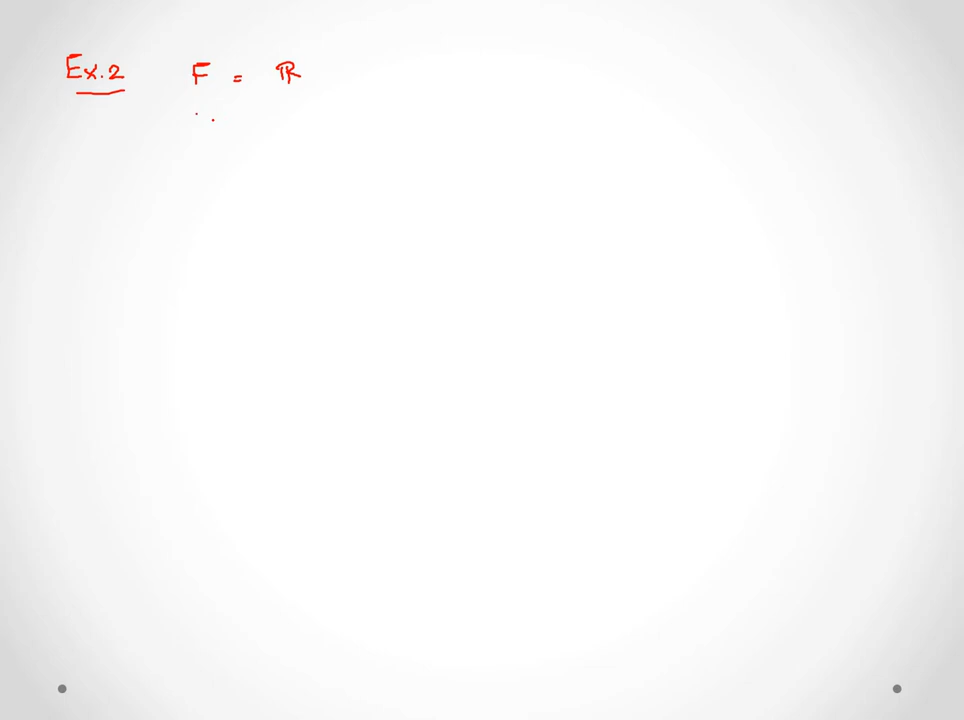 Ex.2 F = ℝ